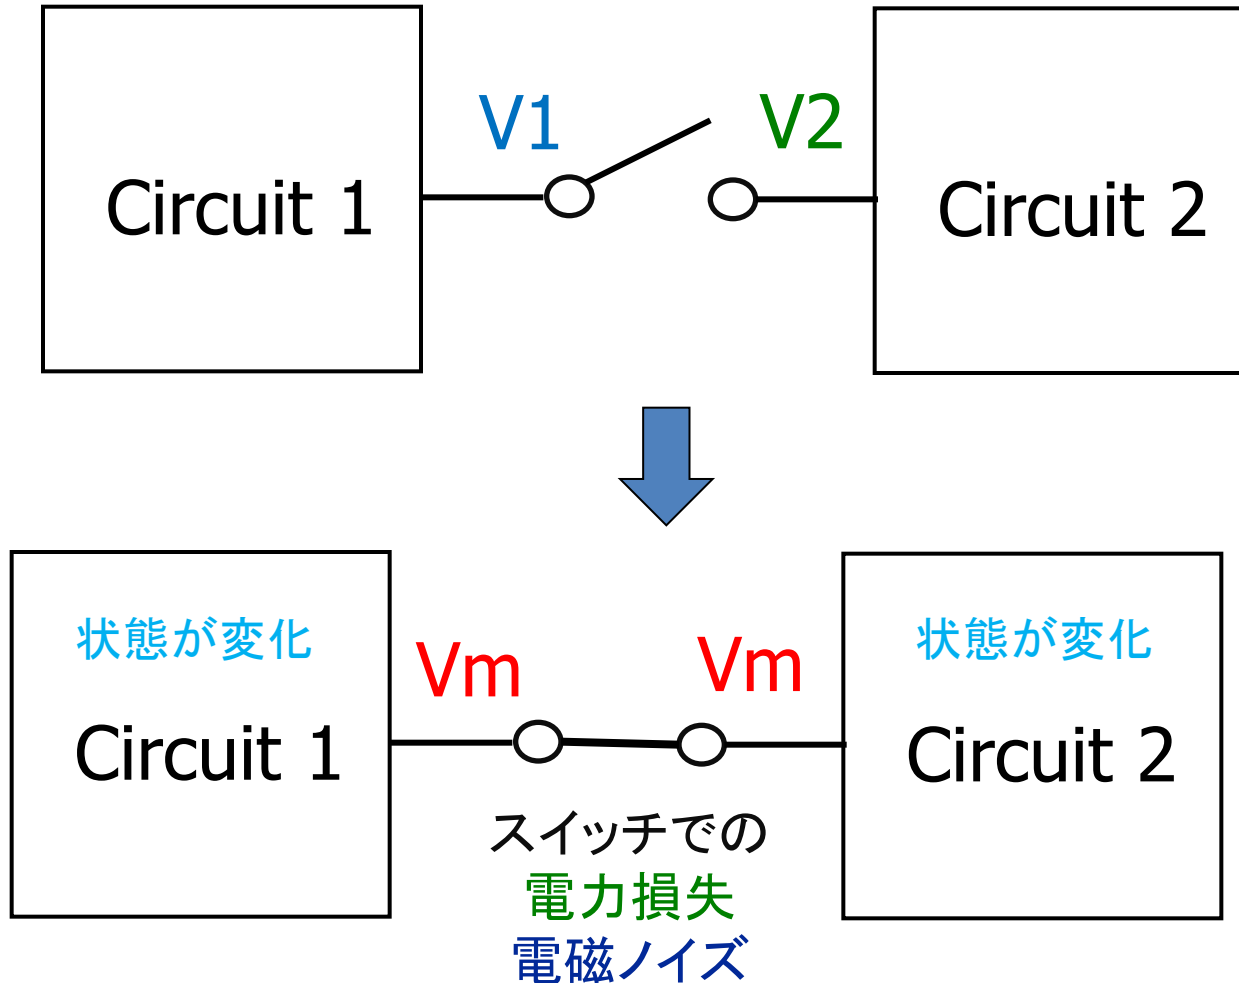 V1
V2
Circuit 1
Circuit 2
状態が変化
状態が変化
Vm
Vm
Circuit 1
Circuit 2
スイッチでの
電力損失
電磁ノイズ